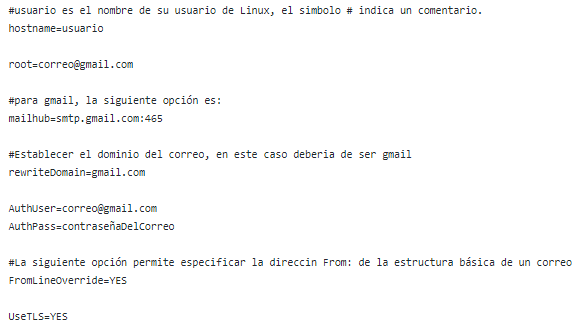 #usuario es el nombre de su usuario de Linux, el simbolo # indica un comentario.
hostname=usuario
root=correo@gmail.com
#para gmail, la siguiente opción es:
mailhub=smtp.gmail.com:465
#Establecer el dominio del correo, en este caso deberia de ser gmail
rewriteDomain=gmail.com
AuthUser=correo@gmail.com
AuthPass=contraseñaDelCorreo
#La siguiente opción permite especificar la direccin From: de la estructura básica de un correo
FromLineOverride=YES
UseTLS=YES